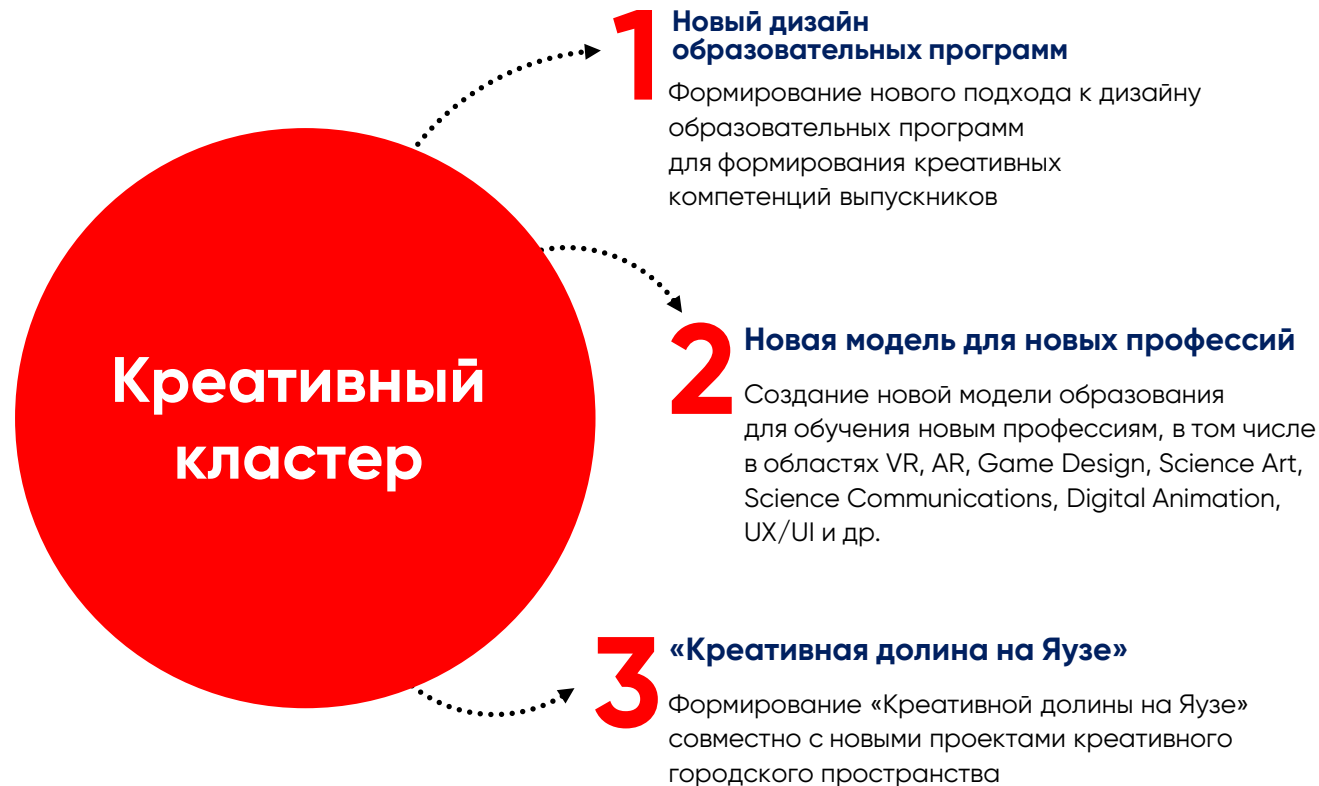 Креативный
кластер
1
Новый дизайн
образовательных программ
Формирование нового подхода к дизайну
образовательных программ
для формирования креативных
компетенций выпускников
2
Новая модель для новых профессий
Создание новой модели образования
для обучения новым профессиям, в том числе
в областях VR, AR, Game Design, Science Art,
Science Communications, Digital Animation,
UX/UI и др.
3
«Креативная долина на Яузе»
Формирование «Креативной долины на Яузе»
совместно с новыми проектами креативного
городского пространства